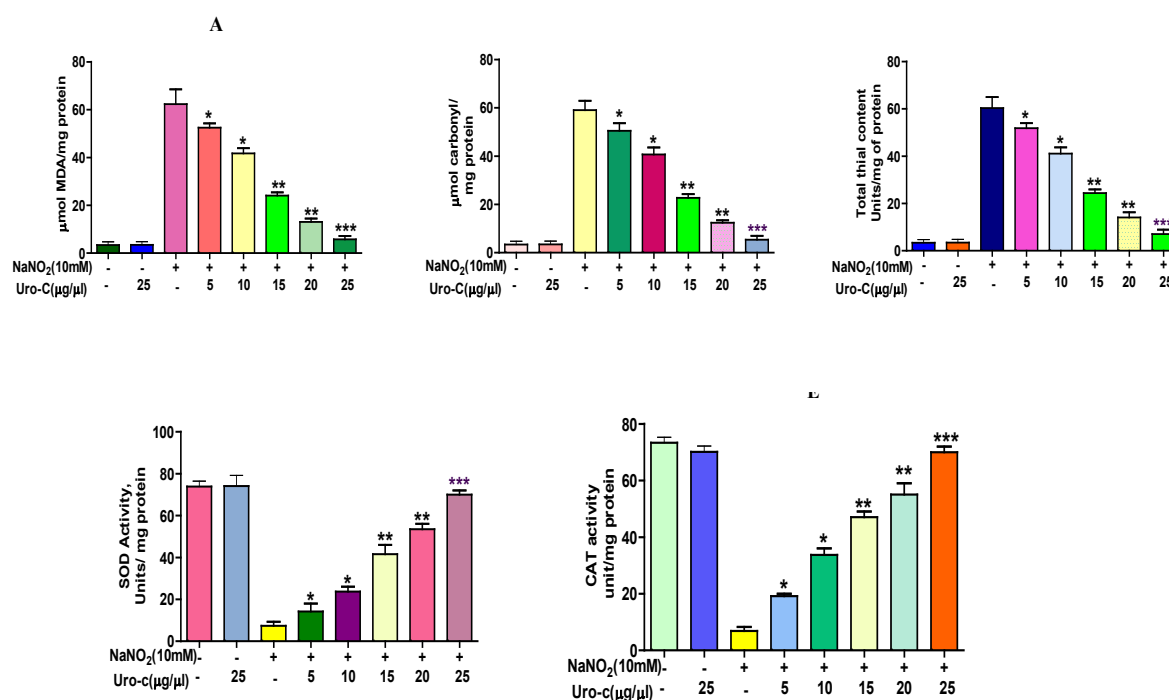 A
μmol MDA/mg protein
80
60
40
20
0
*
*
**
**
***
NaNO2(10mM) - - + + + + + +
Uro-C(μg/μl) - 25 - 5 10 15 20 25
μmol carbonyl/
mg protein
80
60
40
20
0
*
*
**
**
***
NaNO2(10mM) - - + + + + + +
Uro-C(μg/μl) - 25 - 5 10 15 20 25
Total thial content
Units/mg of protein
80
60
40
20
0
*
*
**
**
***
NaNO2(10mM) - - + + + + + +
Uro-C(μg/μl) - 25 - 5 10 15 20 25
SOD Activity,
Units/ mg protein
100
80
60
40
20
0
*
*
**
**
***
NaNO2(10mM)- - + + + + + +
Uro-c(μg/μl) - 25 - 5 10 15 20 25
E
CAT activity
unit/mg protein
80
60
40
20
0
*
*
**
**
***
NaNO2(10mM)- - + + + + + +
Uro-c(μg/μl) - 25 - 5 10 15 20 25